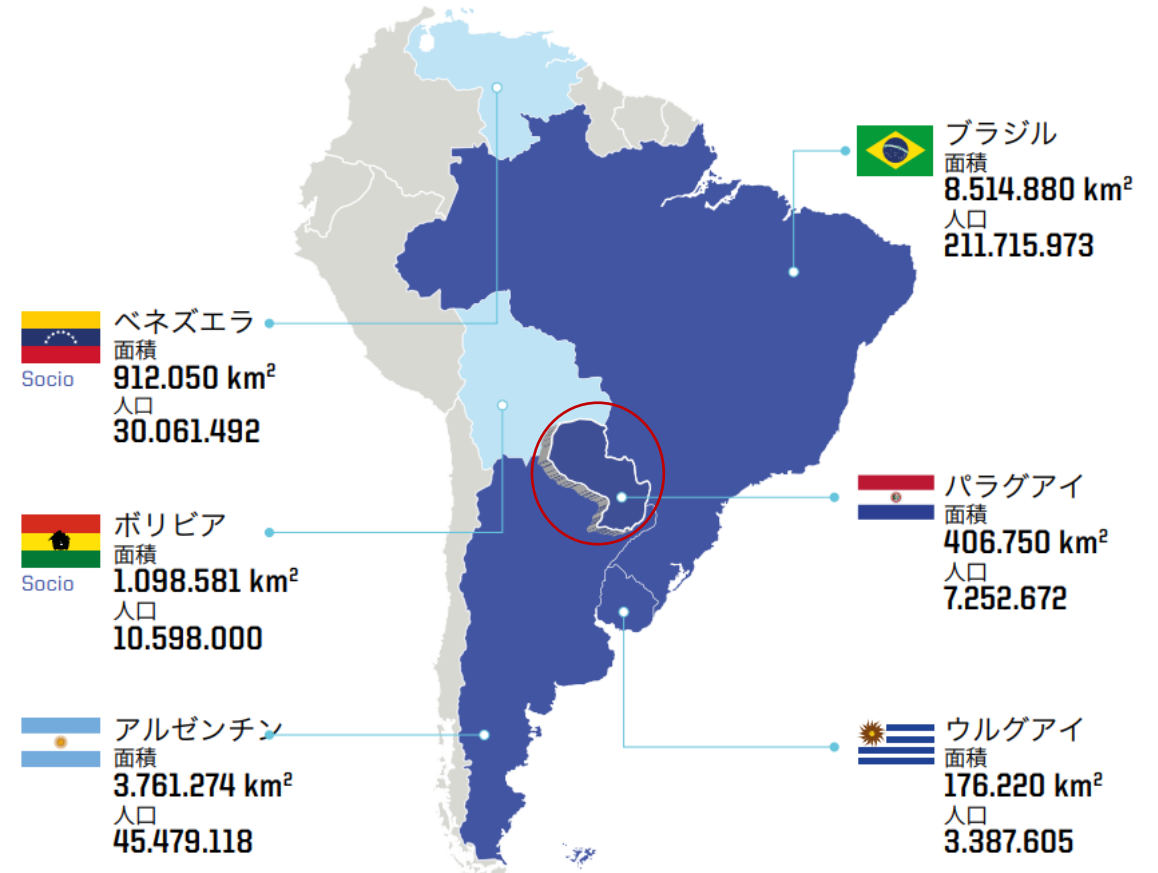 ブラジル
面積
8.514.880 km²
人口
211.715.973
ベネズエラ
面積
Socio
912.050 km²
人口
30.061.492
パラグアイ
面積
406.750 km²
人口
7.252.672
ボリビア
面積
Socio
1.098.581 km²
人口
10.598.000
アルゼンチン
面積
3.761.274 km²
人口
45.479.118
ウルグアイ
面積
176.220 km²
人口
3.387.605